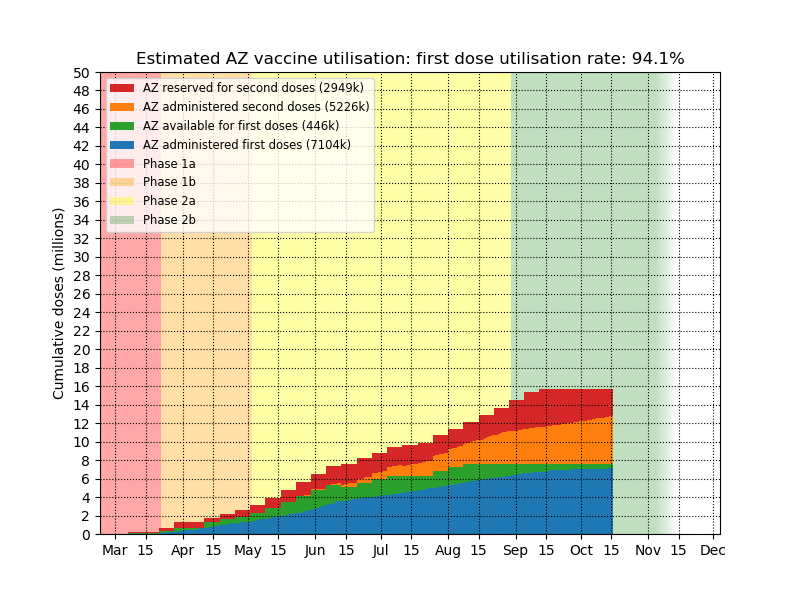 Estimated AZ vaccine utilisation: first dose utilisation rate: 94.1%
Cumulative doses (millions)
50
48
46
44
42
40
38
36
34
32
30
28
26
24
22
20
18
16
14
12
10
8
6
4
2
0
AZ reserved for second doses (2949k)
AZ administered second doses (5226k)
AZ available for first doses (446k)
AZ administered first doses (7104k)
Phase 1a
Phase 1b
Phase 2a
Phase 2b
Mar 15 Apr 15 May 15 Jun 15 Jul 15 Aug 15 Sep 15 Oct 15 Nov 15 Dec